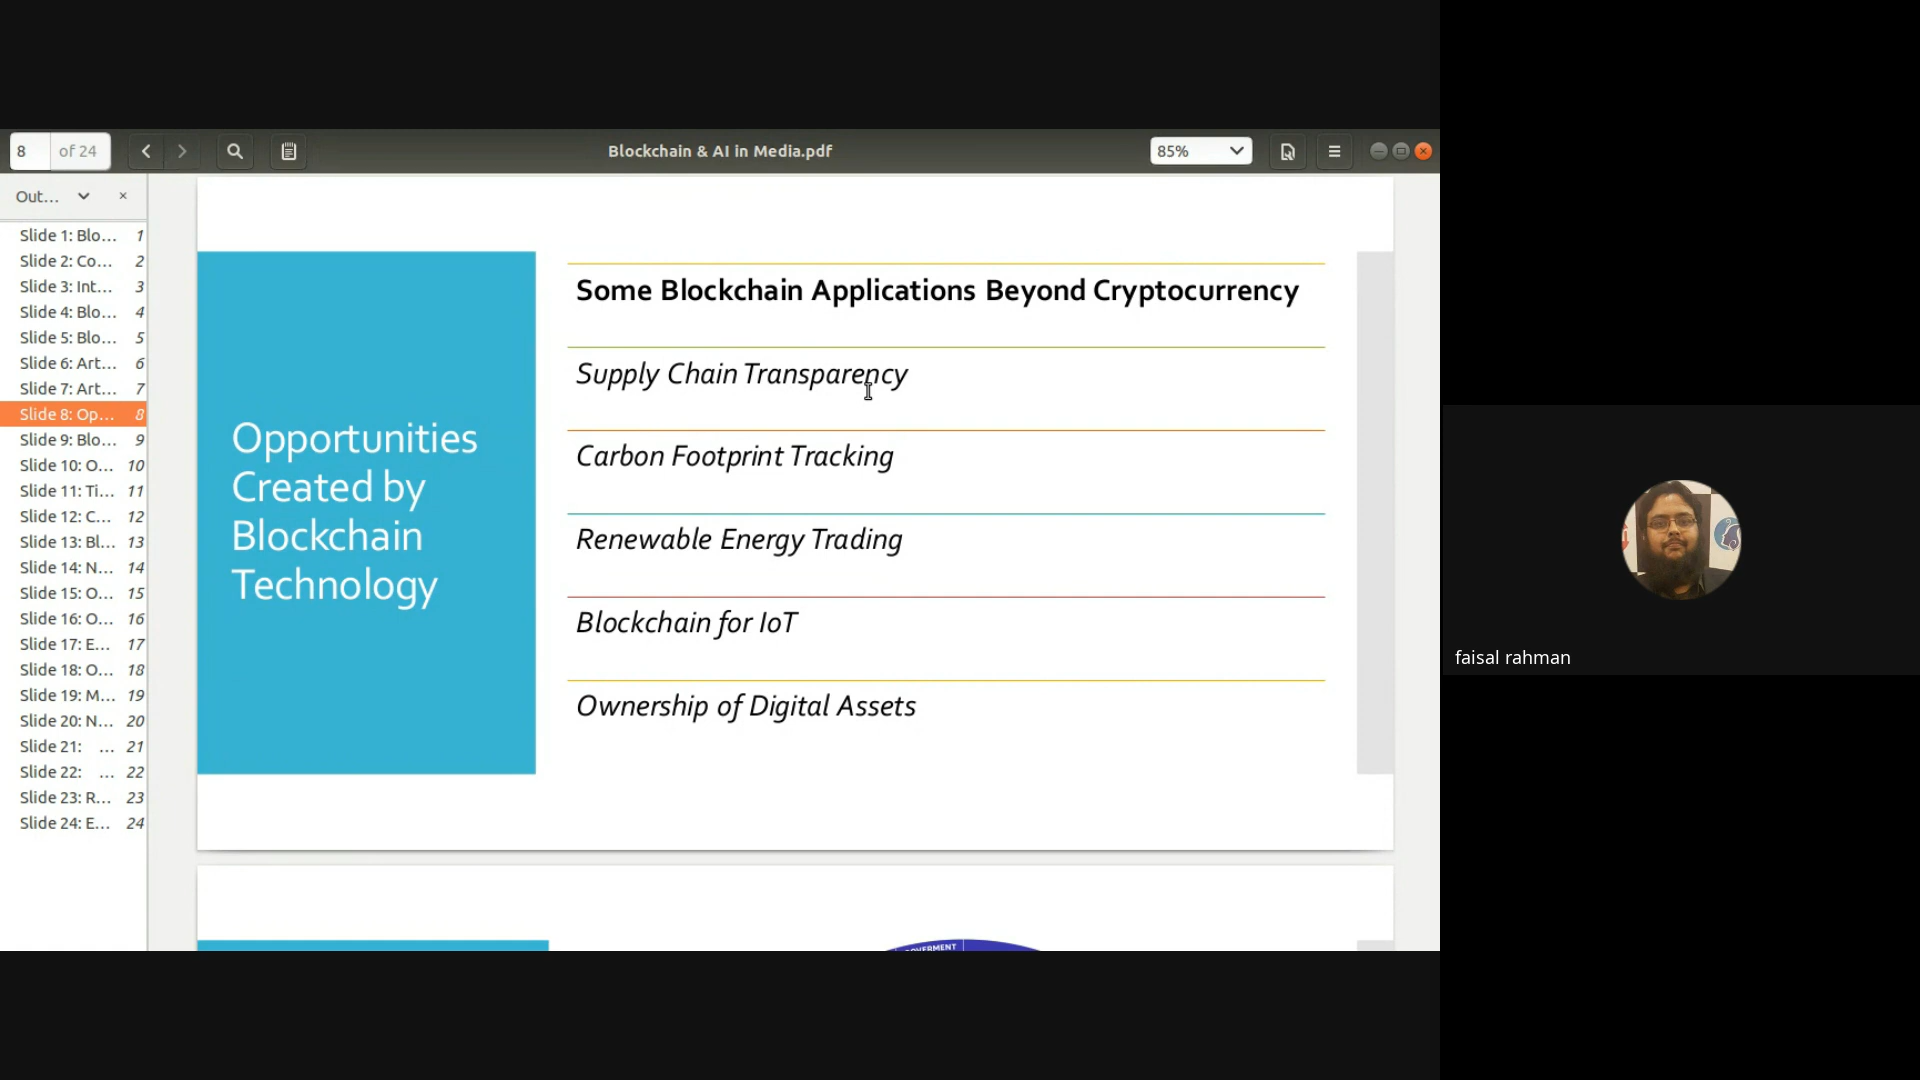 8 of 24
Blockchain & AI in Media.pdf
85%
Out...
Slide 1: Blo... 1
Slide 2: Co... 2
Slide 3: Int... 3
Slide 4: Blo... 4
Slide 5: Blo... 5
Slide 6: Art... 6
Slide 7: Art... 7
Slide 8: Op... 8
Slide 9: Blo... 9
Slide 10: O... 10
Slide 11: Ti... 11
Slide 12: C... 12
Slide 13: Bl... 13
Slide 14: N... 14
Slide 15: O... 15
Slide 16: O... 16
Slide 17: E... 17
Slide 18: O... 18
Slide 19: M... 19
Slide 20: N... 20
Slide 21: ... 21
Slide 22: ... 22
Slide 23: R... 23
Slide 24: E... 24
Opportunities
Created by
Blockchain
Technology
Some Blockchain Applications Beyond Cryptocurrency
Supply Chain Transparency
Carbon Footprint Tracking
Renewable Energy Trading
Blockchain for IoT
Ownership of Digital Assets
faisal rahman